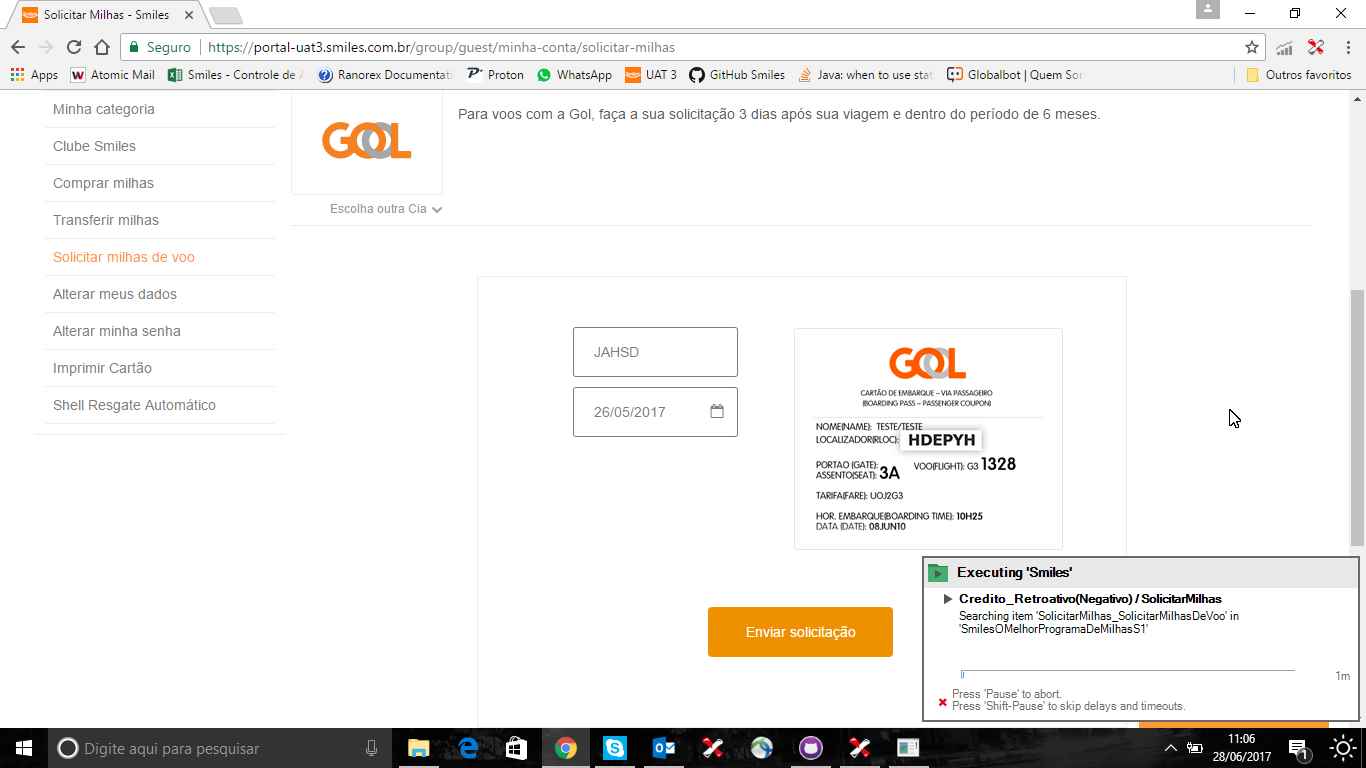 Solicitar Milhas - Smiles
Seguro
https://portal-uat3.smiles.com.br/group/guest/minha-conta/solicitar-milhas
Apps
Atomic Mail
Smiles - Controle de
Ranorex Documentat
Proton
WhatsApp
UAT 3
GitHub Smiles
Java: when to use stat
Globalbot | Quem So
Outros favoritos
Minha categoria
Clube Smiles
Comprar milhas
Transferir milhas
Solicitar milhas de voo
Alterar meus dados
Alterar minha senha
Imprimir Cartão
Shell Resgate Automático
GOL
Para voos com a Gol, faça a sua solicitação 3 dias após sua viagem e dentro do período de 6 meses.
Escolha outra Cia
JAHSD
26/05/2017
GOL
CARTÃO DE EMBARQUE – VIA PASSAGEIRO
(BOARDING PASS – PASSENGER COUPON)
NOME(NAME): TESTE/TESTE
LOCALIZADOR(RLOC): HDEPYH
PORTAO (GATE):
ASSENTO(SEAT): 3A
VOO(FLIGHT): G3 1328
TARIFA(FARE): UOJ2G3
HOR. EMBARQUE(BOARDING TIME): 10H25
DATA (DATE): 08JUN10
Enviar solicitação
Executing 'Smiles'
Credito_Retroativo(Negativo) / SolicitarMilhas
Searching item 'SolicitarMilhas_SolicitarMilhasDeVoo' in
'SmilesOMelhorProgramaDeMilhasS1'
1m
Press 'Pause' to abort.
Press 'Shift-Pause' to skip delays and timeouts.
Digite aqui para pesquisar
11:06
28/06/2017
1